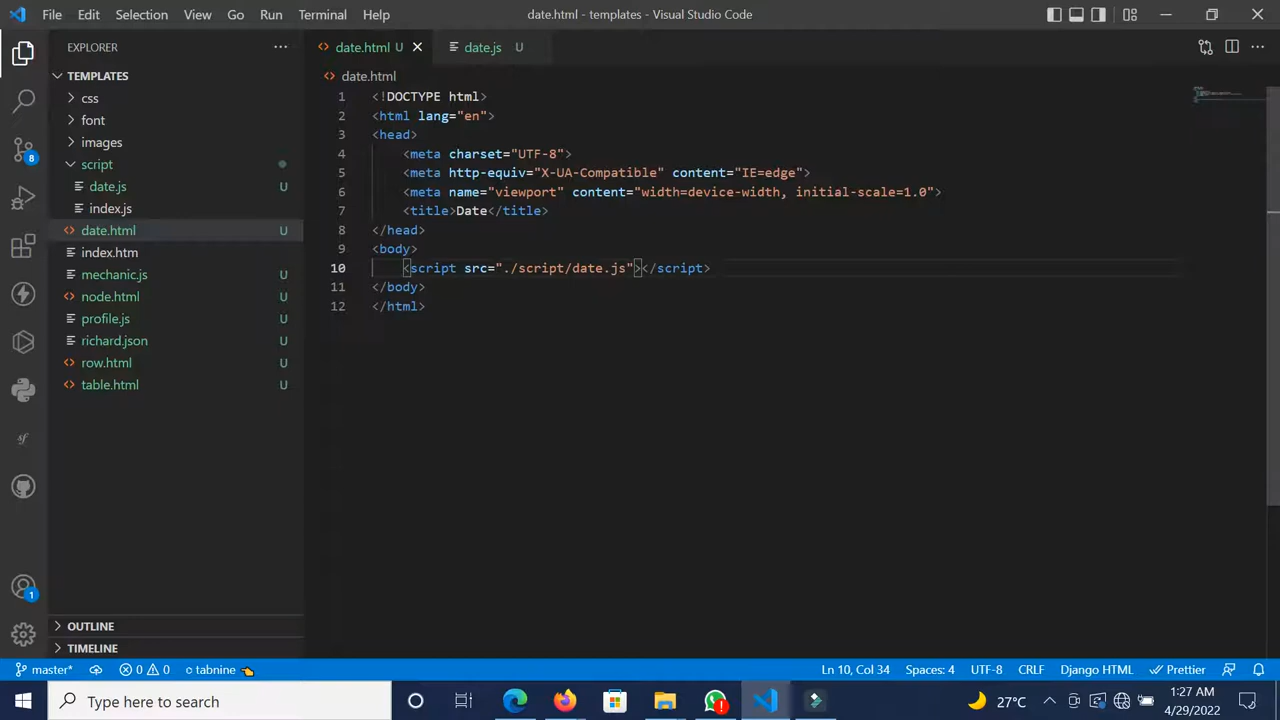 File Edit Selection View Go Run Terminal Help
date.html - templates - Visual Studio Code
EXPLORER
date.html U
date.js U
TEMPLATES
date.html
css
font
images
script
date.js U
index.js
date.html U
index.htm
mechanic.js U
node.html U
profile.js U
richard.json U
row.html U
table.html U
1 <!DOCTYPE html>
2 <html lang="en">
3 <head>
4 <meta charset="UTF-8">
5 <meta http-equiv="X-UA-Compatible" content="IE=edge">
6 <meta name="viewport" content="width=device-width, initial-scale=1.0">
7 <title>Date</title>
8 </head>
9 <body>
10 <script src="./script/date.js"></script>
11 </body>
12 </html>
8
1
OUTLINE
TIMELINE
master* 0 0 tabnine Ln 10, Col 34 Spaces: 4 UTF-8 CRLF Django HTML Prettier
Type here to search
27°C
1:27 AM
4/29/2022